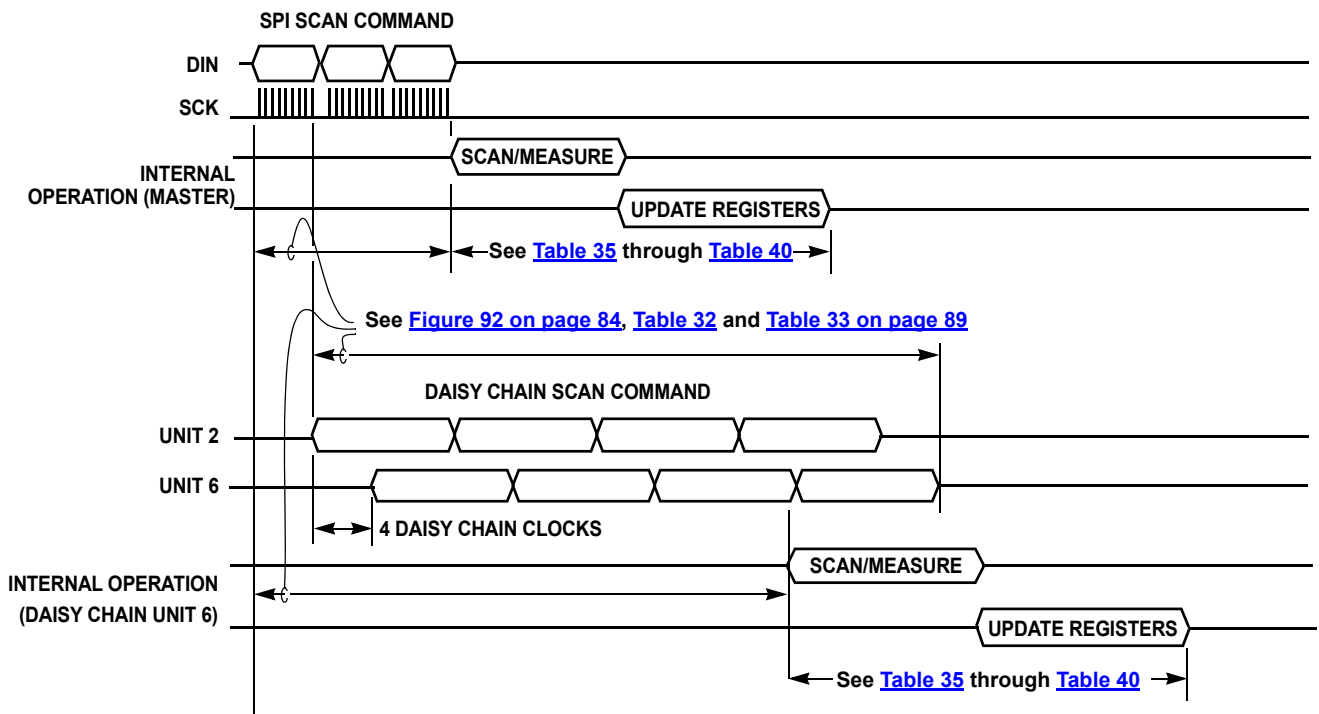 SPI SCAN COMMAND
DIN
SCK
SCAN/MEASURE
INTERNAL
OPERATION (MASTER)
UPDATE REGISTERS
See Table 35 through Table 40
See Figure 92 on page 84, Table 32 and Table 33 on page 89
DAISY CHAIN SCAN COMMAND
UNIT 2
UNIT 6
4 DAISY CHAIN CLOCKS
SCAN/MEASURE
INTERNAL OPERATION
(DAISY CHAIN UNIT 6)
UPDATE REGISTERS
See Table 35 through Table 40